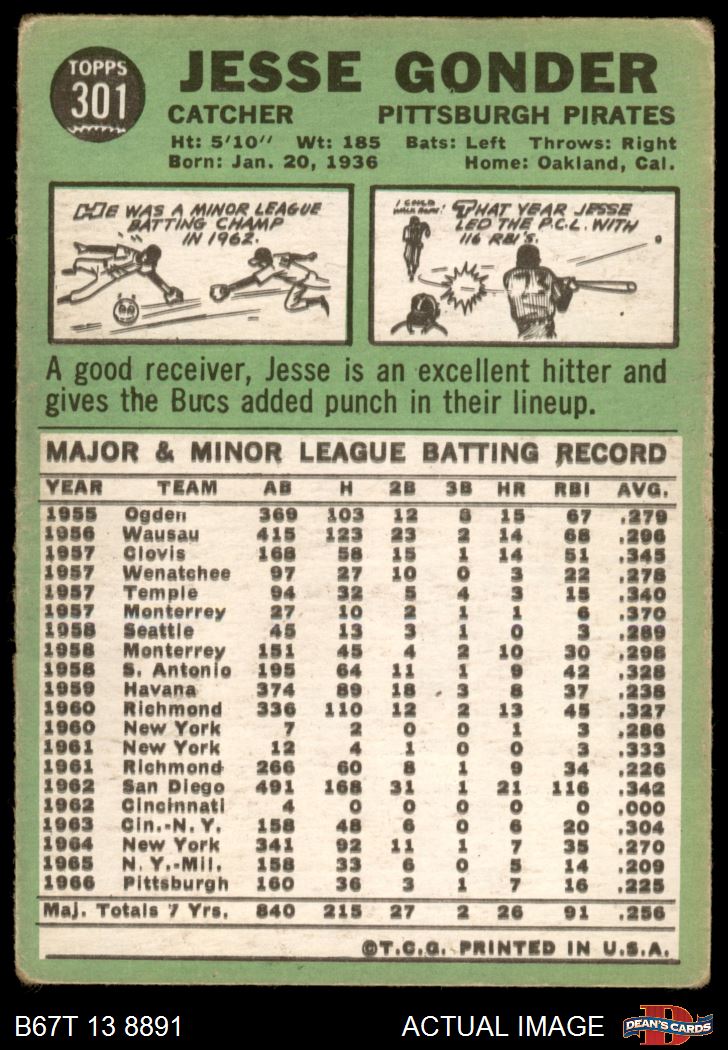 TOPPS
301
JESSE GONDER
CATCHER PITTSBURGH PIRATES
Ht: 5'10" Wt: 185 Bats: Left Throws: Right
Born: Jan. 20, 1936 Home: Oakland, Cal.
HE WAS A MINOR LEAGUE
BATTING CHAMP
IN 1962.
I COULD
WALK HOME!
THAT YEAR JESSE
LED THE P.C.L. WITH
116 RBI'S.
A good receiver, Jesse is an excellent hitter and
gives the Bucs added punch in their lineup.
MAJOR & MINOR LEAGUE BATTING RECORD
YEAR TEAM AB H 2B 3B HR RBI AVG.
1955 Ogden 369 103 12 8 15 67 .279
1956 Wausau 415 123 23 2 14 68 .296
1957 Clovis 168 58 15 1 14 51 .345
1957 Wenatchee 97 27 10 0 3 22 .278
1957 Temple 94 32 5 4 3 15 .340
1957 Monterrey 27 10 2 1 1 6 .370
1958 Seattle 45 13 3 1 0 3 .289
1958 Monterrey 151 45 4 2 10 30 .298
1958 S. Antonio 195 64 11 1 9 42 .328
1959 Havana 374 89 18 3 8 37 .238
1960 Richmond 336 110 12 2 13 45 .327
1960 New York 7 2 0 0 1 3 .286
1961 New York 12 4 1 0 0 3 .333
1961 Richmond 266 60 8 1 9 34 .226
1962 San Diego 491 168 31 1 21 116 .342
1962 Cincinnati 4 0 0 0 0 0 .000
1963 Cin.-N. Y. 158 48 6 0 6 20 .304
1964 New York 341 92 11 1 7 35 .270
1965 N. Y.-Mil. 158 33 6 0 5 14 .209
1966 Pittsburgh 160 36 3 1 7 16 .225
Maj. Totals 7 Yrs. 840 215 27 2 26 91 .256
©T.C.G. PRINTED IN U.S.A.
B67T 13 8891 ACTUAL IMAGE
D
DEAN'S CARDS